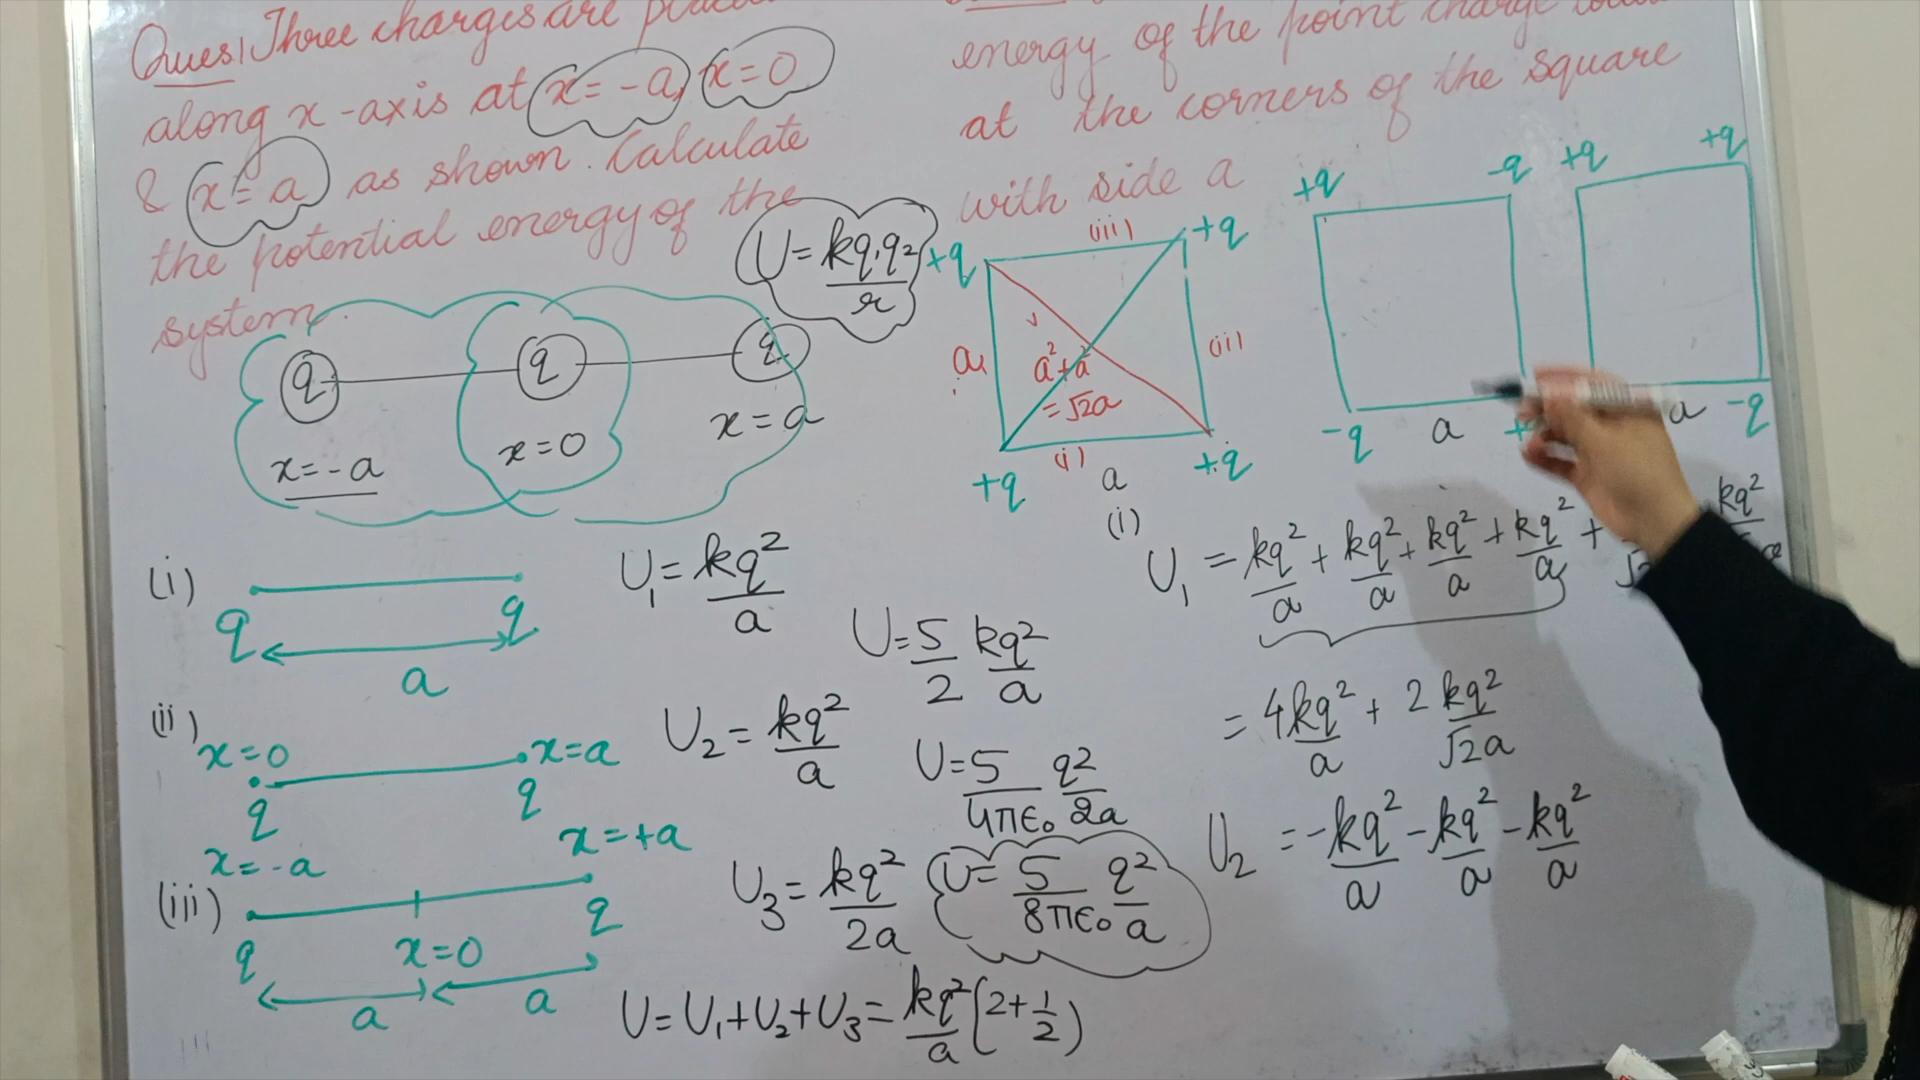 Ques1 Three charges are
along x-axis at x=-a, x=0
& x=a as shown. Calculate
the potential energy of the
system.
U=kq₁q₂/r
q q q
x=-a x=0 x=a
(i)
q q
a
U₁=kq²/a
U=5/2 kq²/a
(ii)
x=0 x=a
q q
U₂=kq²/a
U=5/4πε₀ q²/2a
(iii)
x=-a x=+a
q x=0 q
a a
U₃=kq²/2a
U=5/8πε₀ q²/a
U=U₁+U₂+U₃=kq²/a(2+1/2)
energy of the point charge
at the corners of the square
with side a
+q (iii) +q
a, a²+a² (ii)
=√2a
+q (i) a +q
+q -q
-q a
+q +q
a -q
(i)
U₁=kq²/a+kq²/a+kq²/a+kq²/a+ kq²
=4kq²/a+2kq²/√2a
U₂=-kq²/a-kq²/a-kq²/a